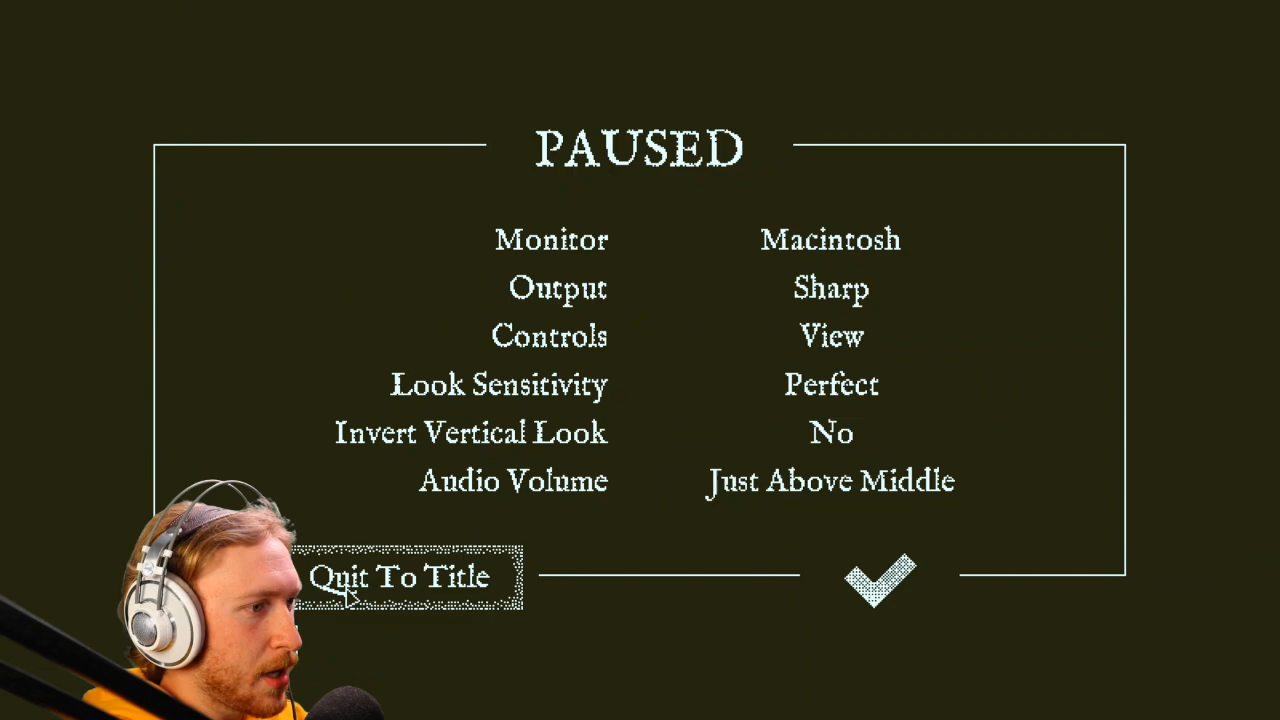 PAUSED
Monitor Macintosh
Output Sharp
Controls View
Look Sensitivity Perfect
Invert Vertical Look No
Audio Volume Just Above Middle
Quit To Title